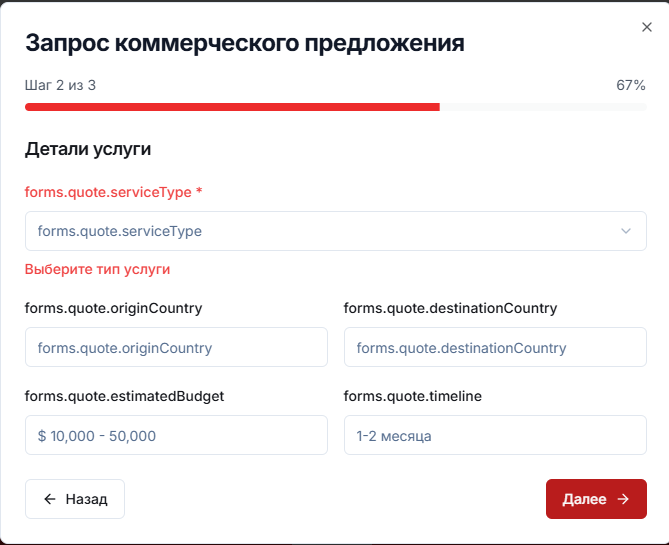 Запрос коммерческого предложения
Шаг 2 из 3 67%
Детали услуги
forms.quote.serviceType *
forms.quote.serviceType
Выберите тип услуги
forms.quote.originCountry forms.quote.destinationCountry
forms.quote.originCountry forms.quote.destinationCountry
forms.quote.estimatedBudget forms.quote.timeline
$ 10,000 - 50,000 1-2 месяца
Назад Далее